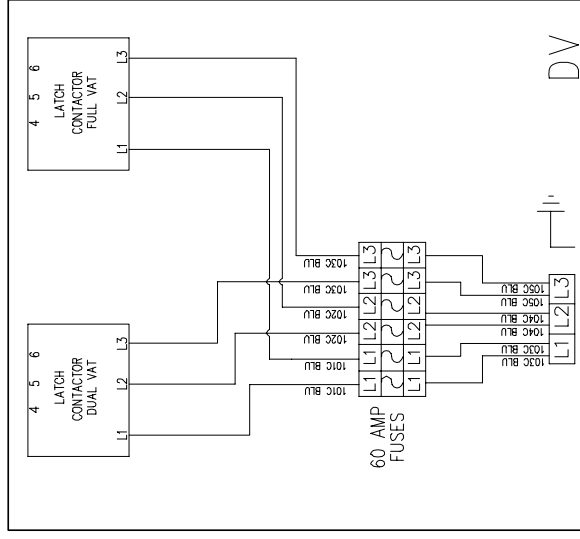 6
5
4
LATCH
CONTACTOR
FULL VAT
L3
L2
L1
6
5
4
LATCH
CONTACTOR
DUAL VAT
L3
L2
L1
103C BLU
103C BLU
102C BLU
102C BLU
101C BLU
101C BLU
L3 L3
L3 L3
L2 L2
L2 L2
L1 L1
L1 L1
60 AMP
FUSES
105C BLU
105C BLU
104C BLU
104C BLU
103C BLU
103C BLU
L3
L2
L1
DV